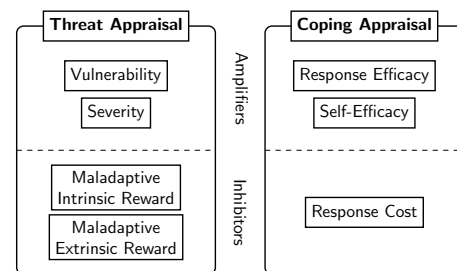 Threat Appraisal
Vulnerability
Severity
Maladaptive
Intrinsic Reward
Maladaptive
Extrinsic Reward
Amplifiers
Inhibitors
Coping Appraisal
Response Efficacy
Self-Efficacy
Response Cost